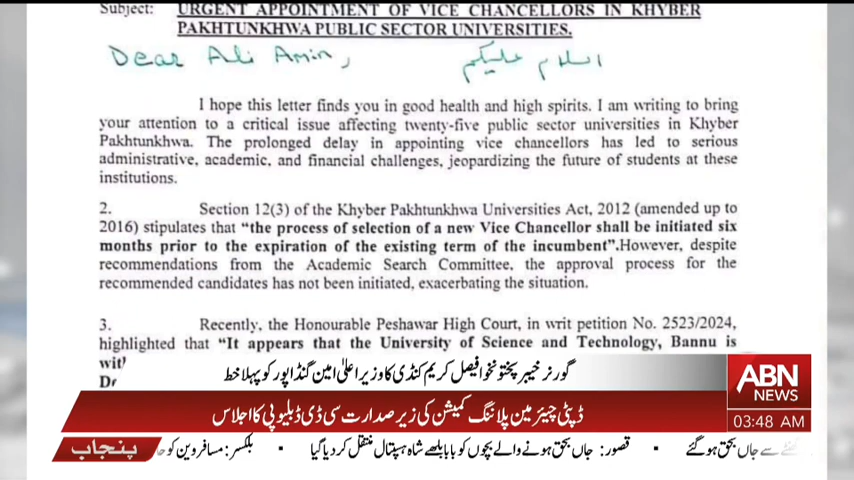 Subject: URGENT APPOINTMENT OF VICE CHANCELLORS IN KHYBER
PAKHTUNKHWA PUBLIC SECTOR UNIVERSITIES.
Dear Ali Amin, السلام علیکم
I hope this letter finds you in good health and high spirits. I am writing to bring
your attention to a critical issue affecting twenty-five public sector universities in Khyber
Pakhtunkhwa. The prolonged delay in appointing vice chancellors has led to serious
administrative, academic, and financial challenges, jeopardizing the future of students at these
institutions.
2. Section 12(3) of the Khyber Pakhtunkhwa Universities Act, 2012 (amended up to
2016) stipulates that "the process of selection of a new Vice Chancellor shall be initiated six
months prior to the expiration of the existing term of the incumbent".However, despite
recommendations from the Academic Search Committee, the approval process for the
recommended candidates has not been initiated, exacerbating the situation.
3. Recently, the Honourable Peshawar High Court, in writ petition No. 2523/2024,
highlighted that "It appears that the University of Science and Technology, Bannu is
گورنر خیبر پختونخوا فیصل کریم کنڈی کا وزیراعلیٰ امین گنڈاپور کو پہلا خط
ABN
NEWS
ڈپٹی چیئرمین پلاننگ کمیشن کی زیر صدارت سی ڈی ڈبلیو پی کا اجلاس
03:48 AM
پنجاب
سے جاں بحق ہو گئے ▪ قصور: جاں بحق ہونے والے بچوں کو بابا بلھے شاہ ہسپتال منتقل کر دیا گیا ▪ بلکسر: مسافروین کو